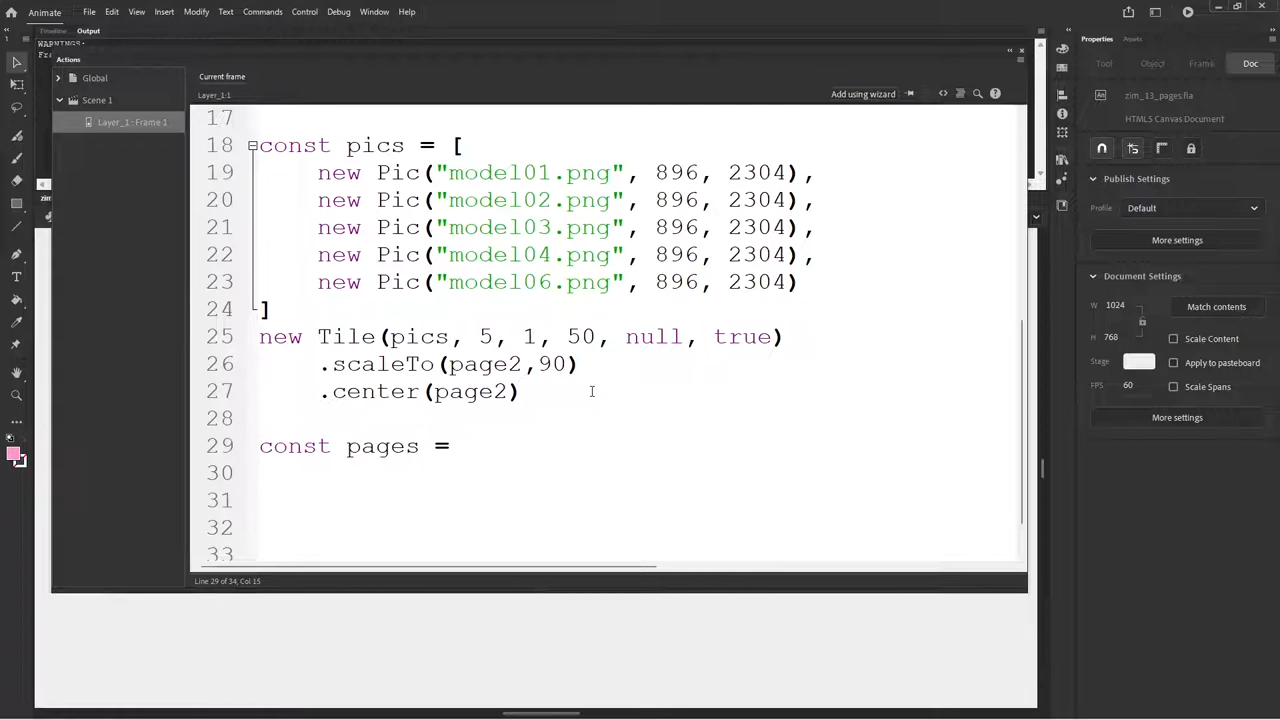 Animate File Edit View Insert Modify Text Commands Control Debug Window Help
Timeline Output
WARNINGS:
Actions
Global
Scene 1
Layer_1 - Frame 1
Current frame
Layer_1:1
Add using wizard
17
18 const pics = [
19 new Pic("model01.png", 896, 2304),
20 new Pic("model02.png", 896, 2304),
21 new Pic("model03.png", 896, 2304),
22 new Pic("model04.png", 896, 2304),
23 new Pic("model06.png", 896, 2304)
24 ]
25 new Tile(pics, 5, 1, 50, null, true)
26 .scaleTo(page2,90)
27 .center(page2)
28
29 const pages =
30
31
32
33
Line 29 of 34, Col 15
Properties Assets
Tool Object Frame Doc
zim_13_pages.fla
HTML5 Canvas Document
Publish Settings
Profile Default
More settings
Document Settings
W 1024 Match contents
H 768 Scale Content
Stage Apply to pasteboard
FPS 60 Scale Spans
More settings